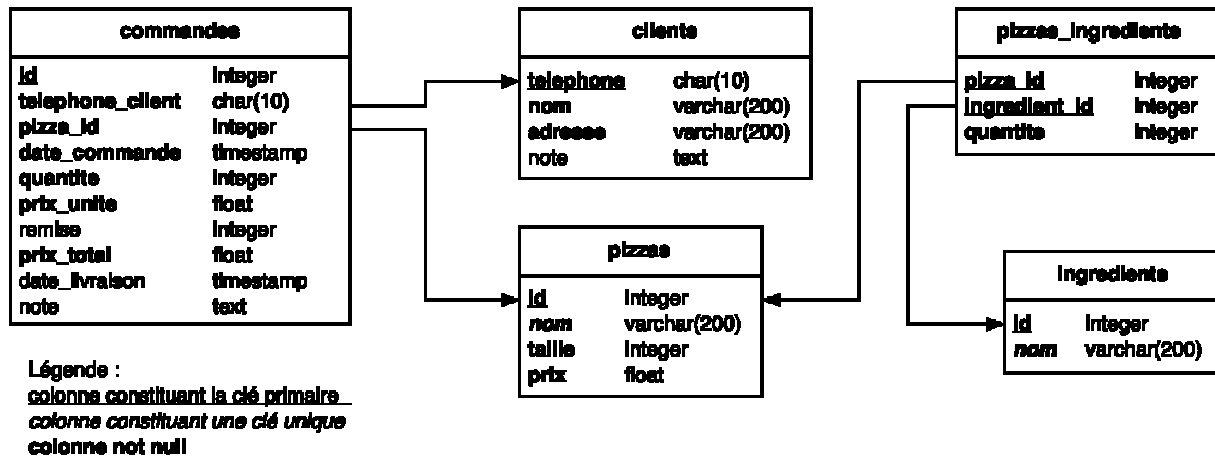 commandes
id integer
telephone_client char(10)
pizza_id integer
date_commande timestamp
quantite integer
prix_unite float
remise integer
prix_total float
date_livraison timestamp
note text
clients
telephone char(10)
nom varchar(200)
adresse varchar(200)
note text
pizzas_ingredients
pizza_id integer
ingredient_id integer
quantite integer
pizzas
id integer
nom varchar(200)
taille integer
prix float
ingredients
id integer
nom varchar(200)
Légende :
colonne constituant la clé primaire
colonne constituant une clé unique
colonne not null